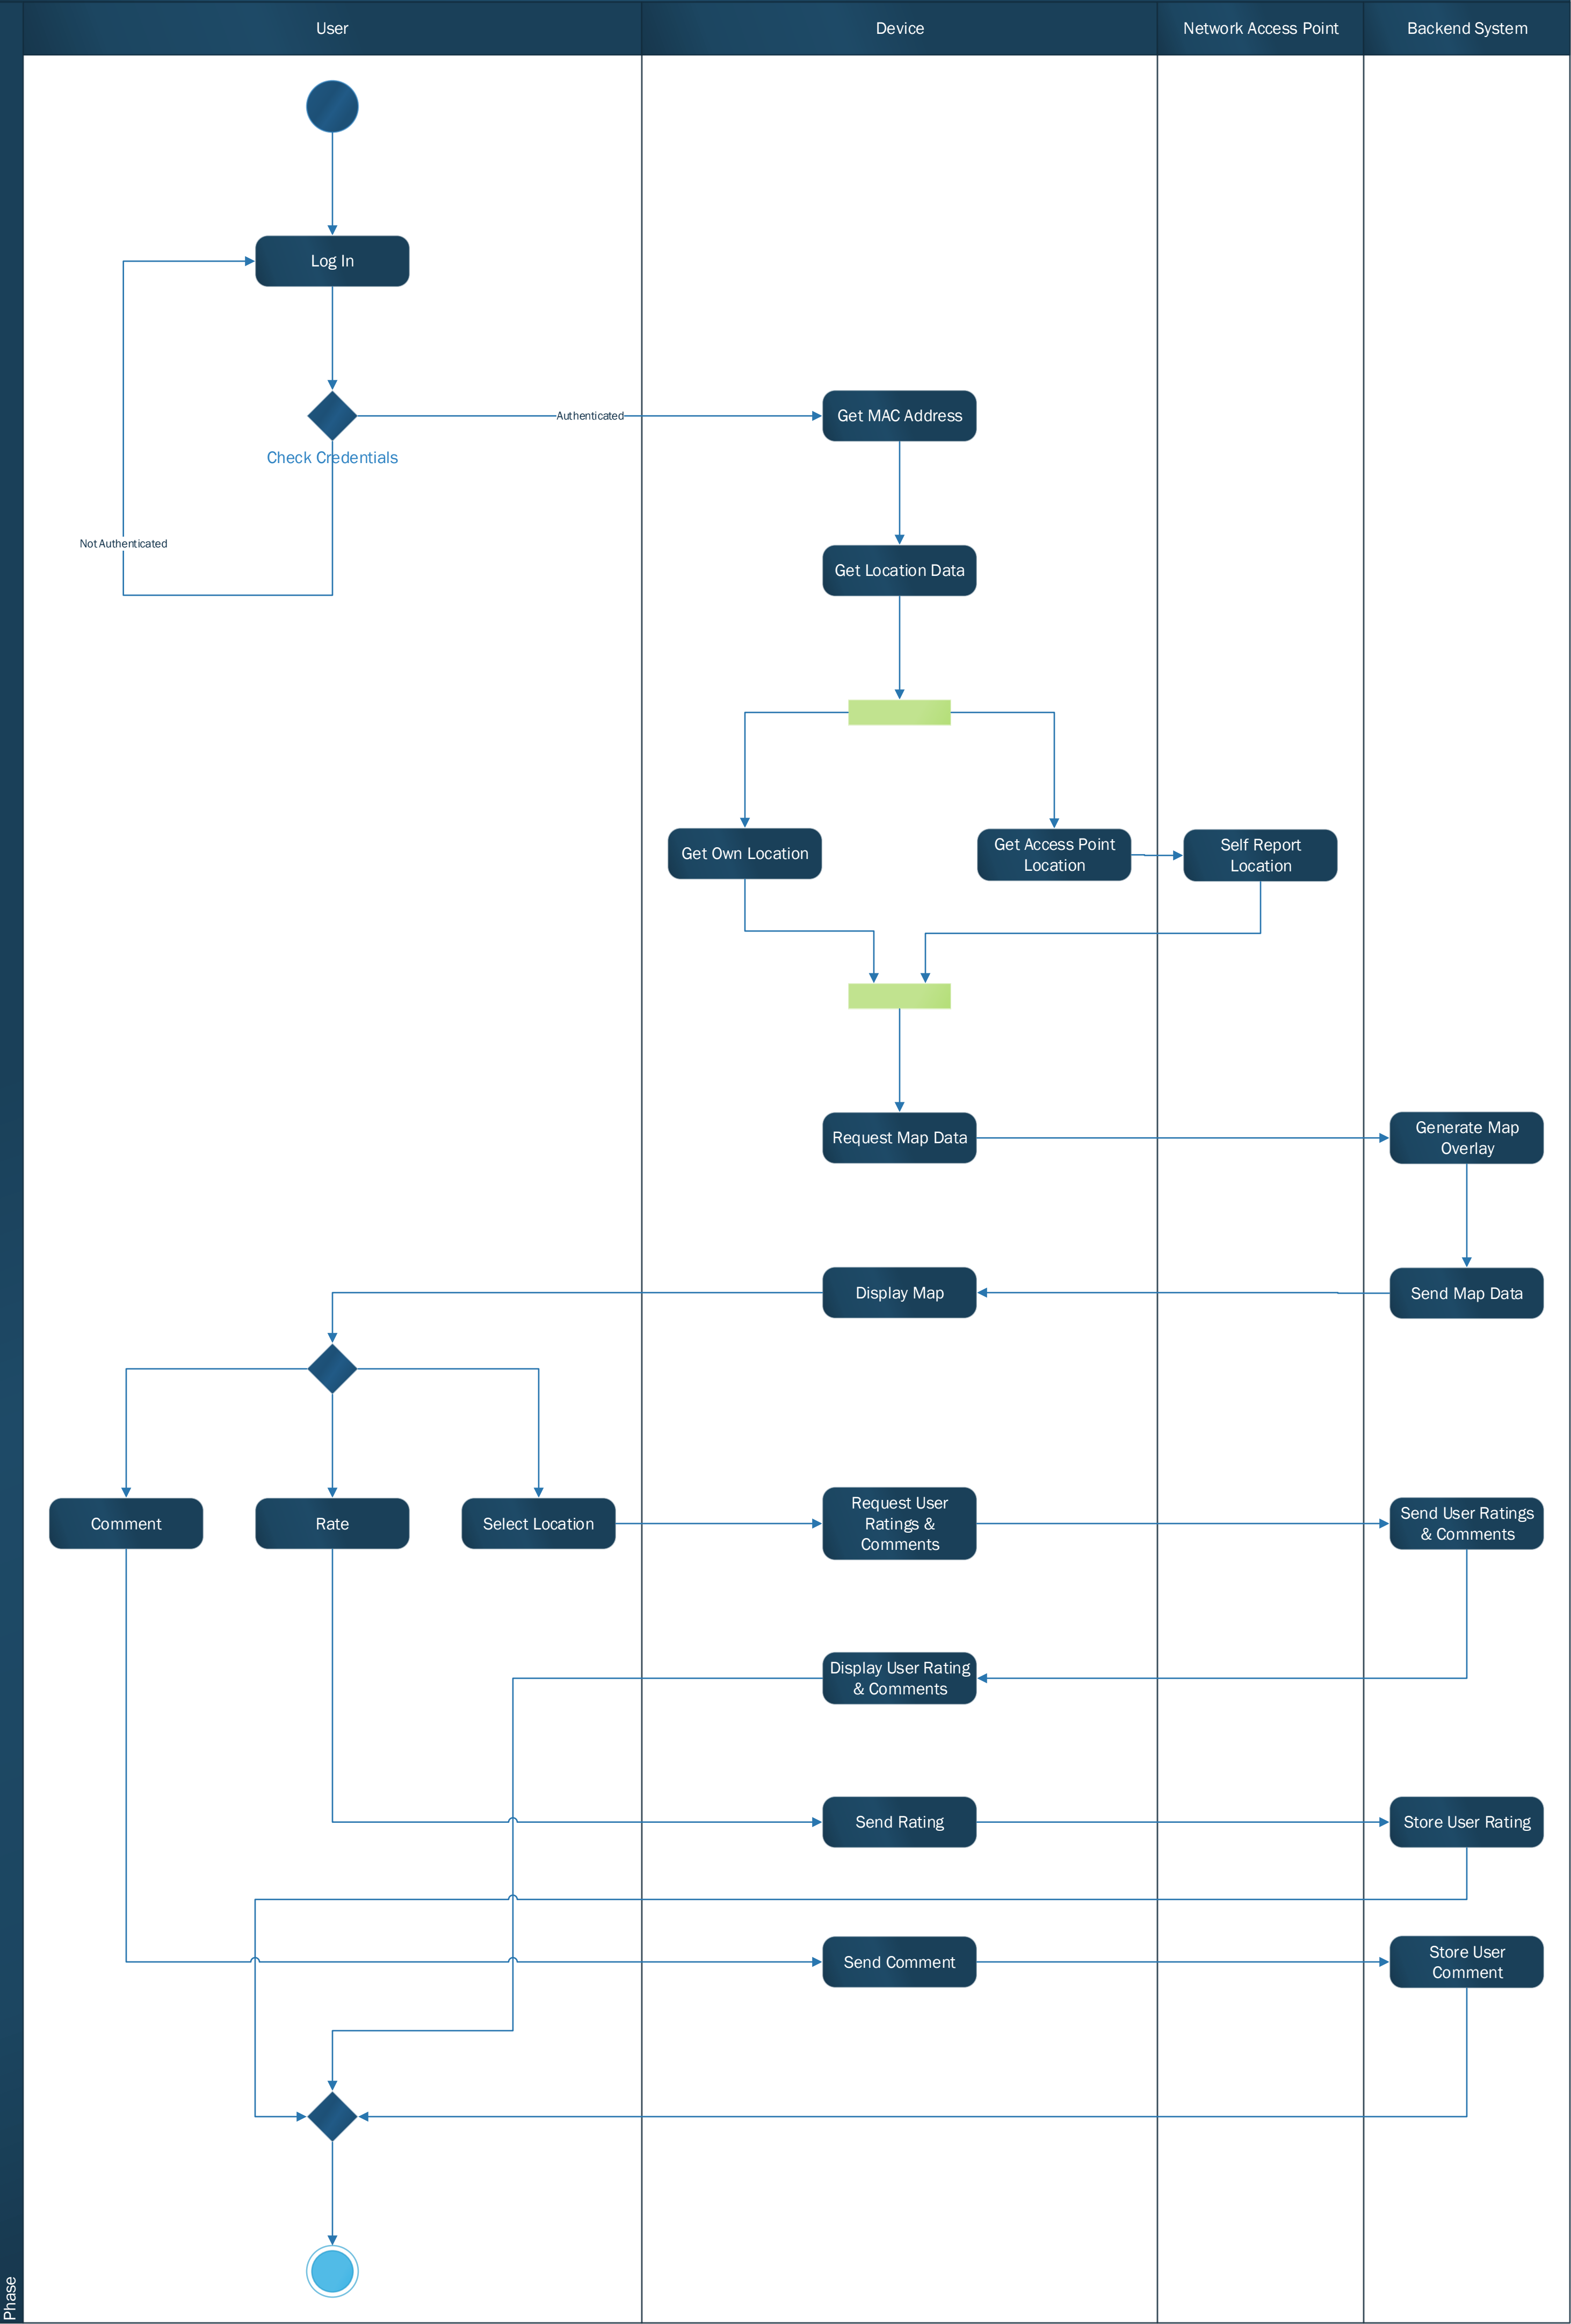 User
Device
Network Access Point
Backend System
Log In
Check Credentials
Authenticated
Get MAC Address
Not Authenticated
Get Location Data
Get Own Location
Get Access Point
Location
Self Report
Location
Request Map Data
Generate Map
Overlay
Display Map
Send Map Data
Comment
Rate
Select Location
Request User
Ratings &
Comments
Send User Ratings
& Comments
Display User Rating
& Comments
Send Rating
Store User Rating
Send Comment
Store User
Comment
Phase